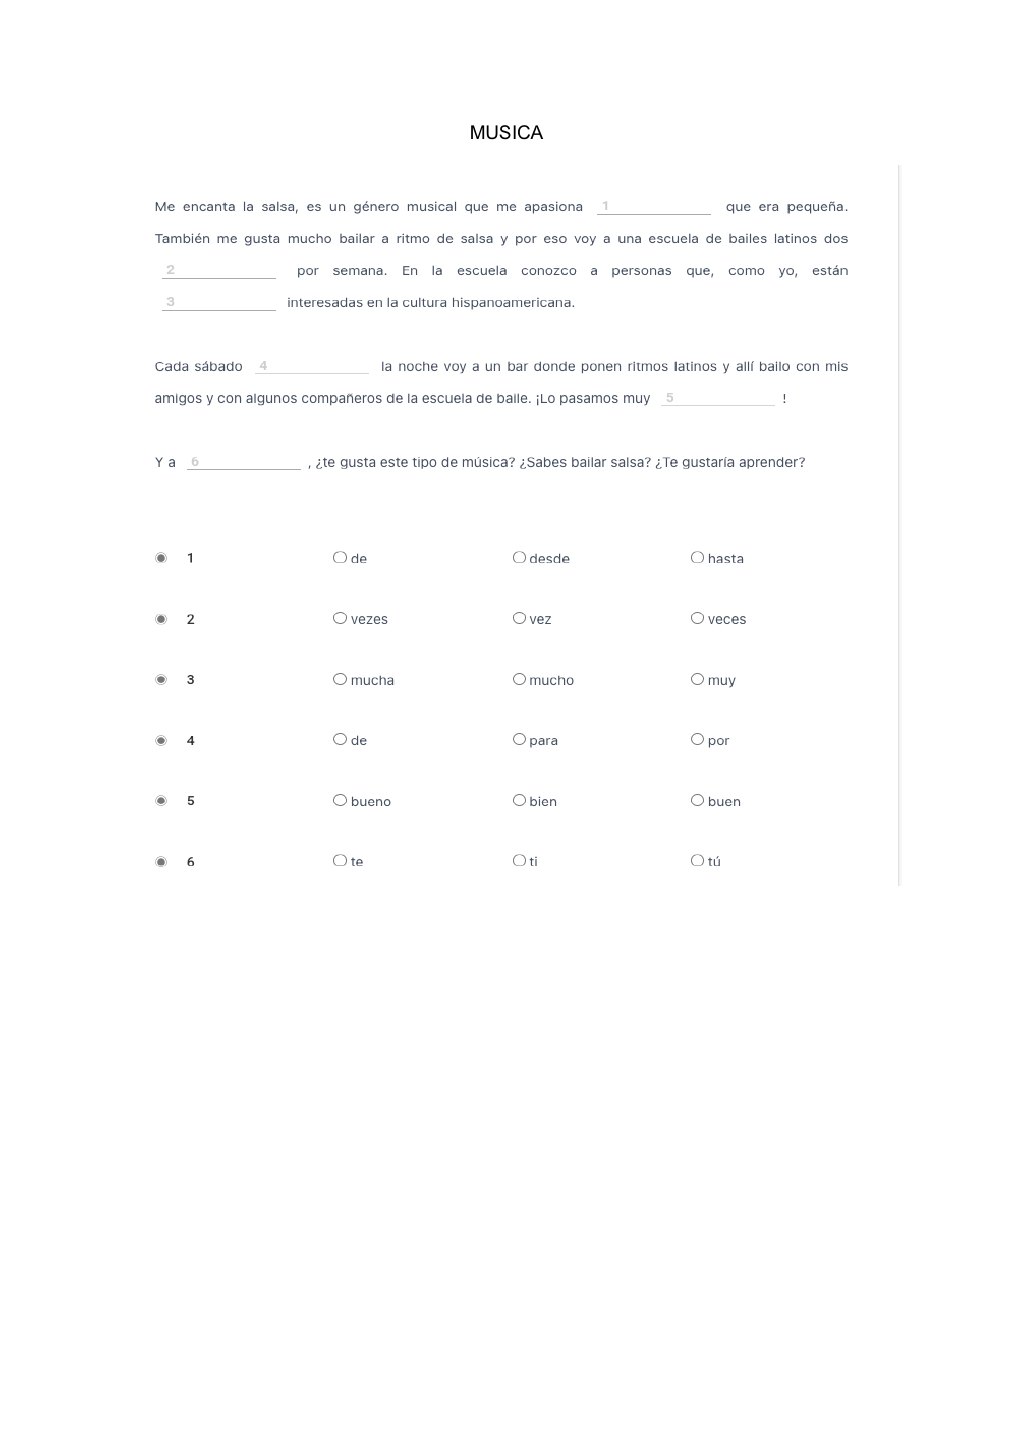 MUSICA
Me encanta la salsa, es un género musical que me apasiona 1 que era pequeña.
También me gusta mucho bailar a ritmo de salsa y por eso voy a una escuela de bailes latinos dos
2 por semana. En la escuela conozco a personas que, como yo, están
3 interesadas en la cultura hispanoamericana.
Cada sábado 4 la noche voy a un bar donde ponen ritmos latinos y allí bailo con mis
amigos y con algunos compañeros de la escuela de baile. ¡Lo pasamos muy 5 !
Y a 6 , ¿te gusta este tipo de música? ¿Sabes bailar salsa? ¿Te gustaría aprender?
1 de desde hasta
2 vezes vez veces
3 mucha mucho muy
4 de para por
5 bueno bien buen
6 te ti tú